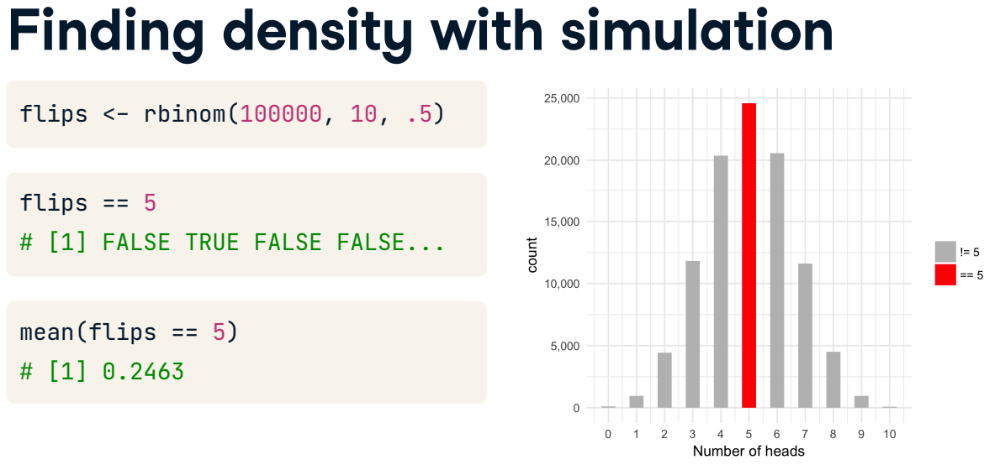 Finding density with simulation
flips <- rbinom(100000, 10, .5)
flips == 5
# [1] FALSE TRUE FALSE FALSE...
mean(flips == 5)
# [1] 0.2463
25,000
20,000
15,000
10,000
5,000
0
count
0 1 2 3 4 5 6 7 8 9 10
Number of heads
!= 5
== 5